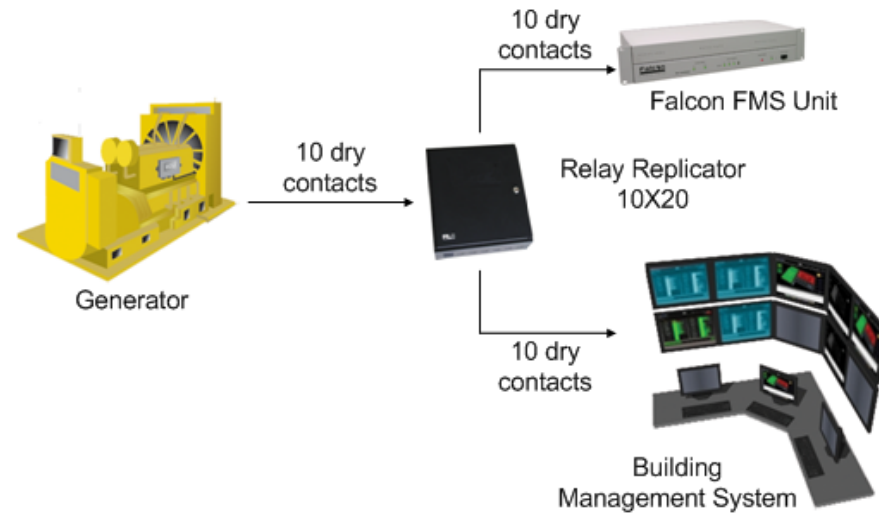 10 dry
contacts
Falcon
Falcon FMS Unit
10 dry
contacts
Relay Replicator
10X20
Generator
10 dry
contacts
Building
Management System